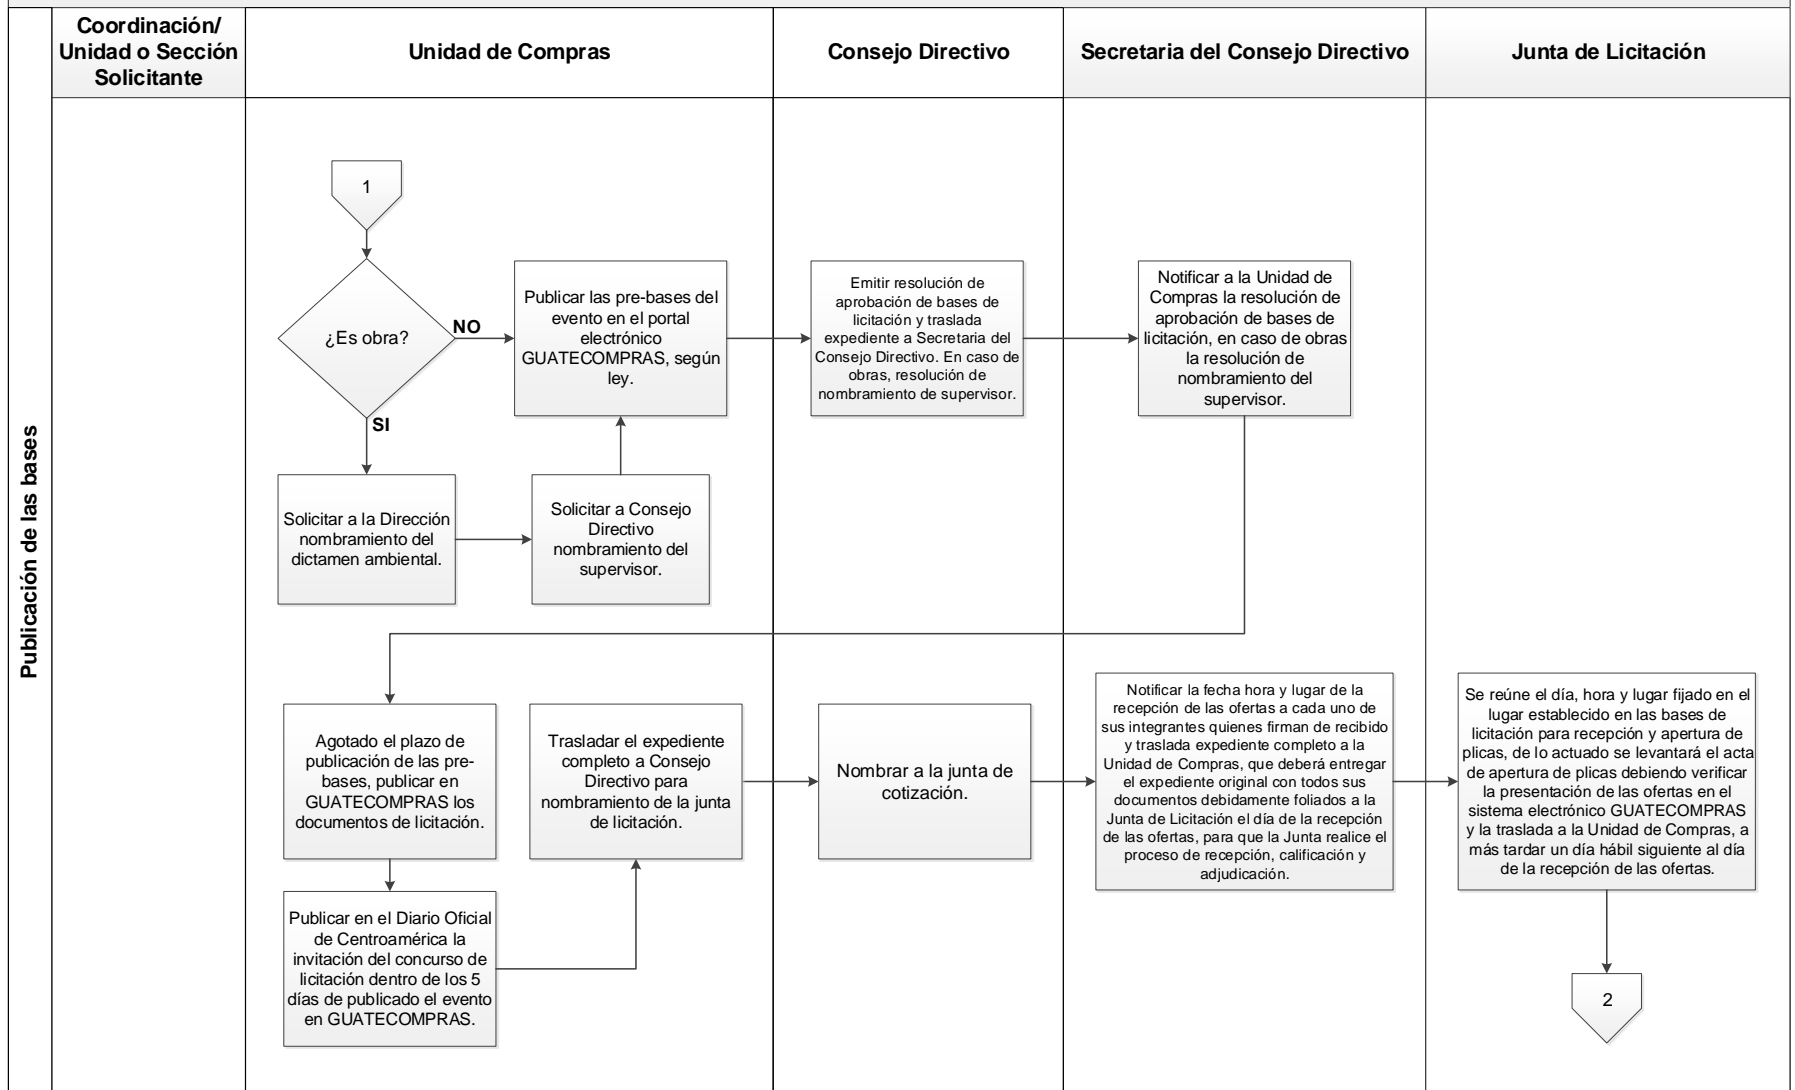 Coordinación/
Unidad o Sección
Solicitante
Unidad de Compras
Consejo Directivo
Secretaria del Consejo Directivo
Junta de Licitación
Publicación de las bases
1
¿Es obra?
NO
SI
Publicar las pre-bases del
evento en el portal
electrónico
GUATECOMPRAS, según
ley.
Emitir resolución de
aprobación de bases de
licitación y traslada
expediente a Secretaria del
Consejo Directivo. En caso de
obras, resolución de
nombramiento de supervisor.
Notificar a la Unidad de
Compras la resolución de
aprobación de bases de
licitación, en caso de obras
la resolución de
nombramiento del
supervisor.
Solicitar a la Dirección
nombramiento del
dictamen ambiental.
Solicitar a Consejo
Directivo
nombramiento del
supervisor.
Agotado el plazo de
publicación de las pre-
bases, publicar en
GUATECOMPRAS los
documentos de licitación.
Trasladar el expediente
completo a Consejo
Directivo para
nombramiento de la junta
de licitación.
Nombrar a la junta de
cotización.
Notificar la fecha hora y lugar de la
recepción de las ofertas a cada uno de
sus integrantes quienes firman de recibido
y traslada expediente completo a la
Unidad de Compras, que deberá entregar
el expediente original con todos sus
documentos debidamente foliados a la
Junta de Licitación el día de la recepción
de las ofertas, para que la Junta realice el
proceso de recepción, calificación y
adjudicación.
Se reúne el día, hora y lugar fijado en el
lugar establecido en las bases de
licitación para recepción y apertura de
plicas, de lo actuado se levantará el acta
de apertura de plicas debiendo verificar
la presentación de las ofertas en el
sistema electrónico GUATECOMPRAS
y la traslada a la Unidad de Compras, a
más tardar un día hábil siguiente al día
de la recepción de las ofertas.
Publicar en el Diario Oficial
de Centroamérica la
invitación del concurso de
licitación dentro de los 5
días de publicado el evento
en GUATECOMPRAS.
2